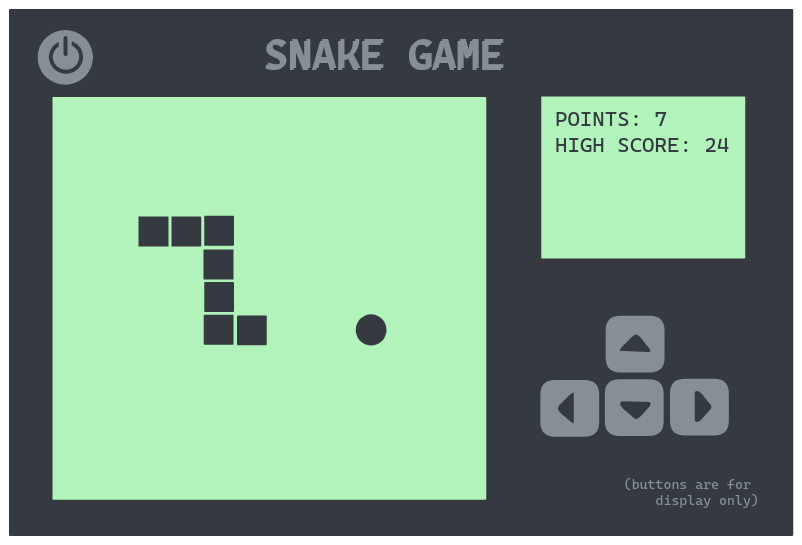 SNAKE GAME
POINTS: 7
HIGH SCORE: 24
(buttons are for
display only)